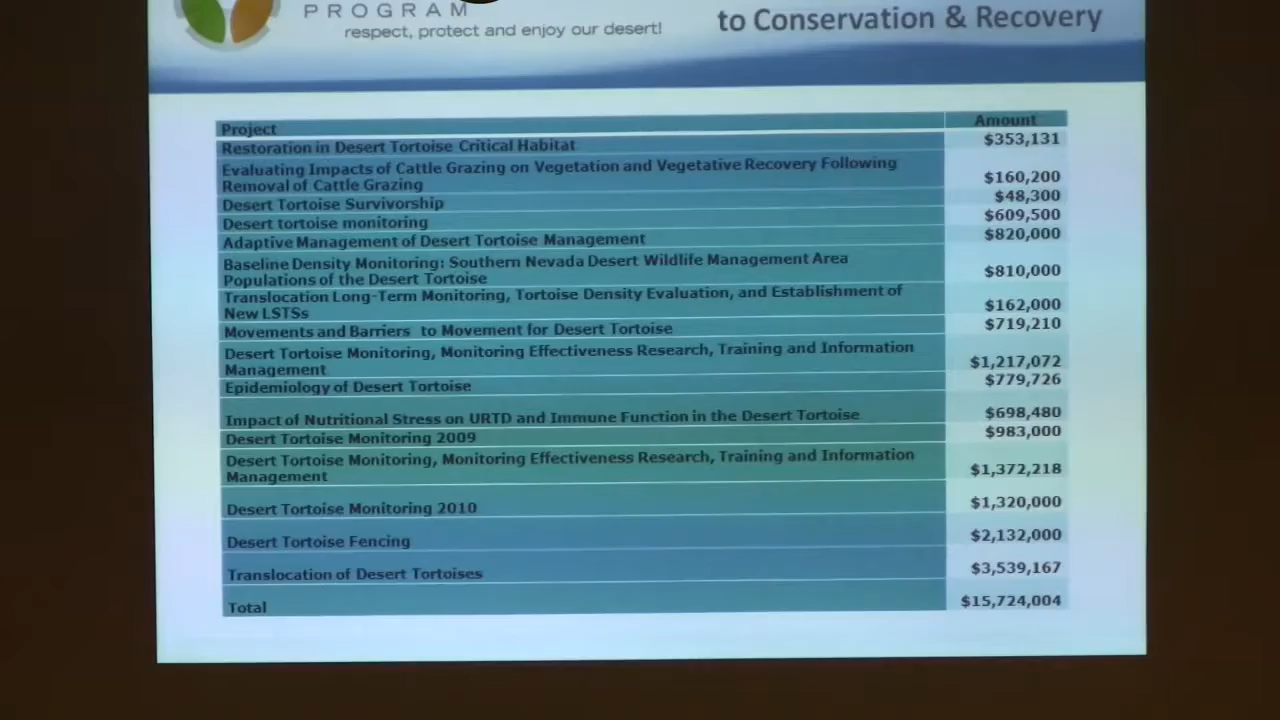 PROGRAM
respect, protect and enjoy our desert!
to Conservation & Recovery
Project Amount
Restoration in Desert Tortoise Critical Habitat $353,131
Evaluating Impacts of Cattle Grazing on Vegetation and Vegetative Recovery Following
Removal of Cattle Grazing $160,200
Desert Tortoise Survivorship $48,300
Desert tortoise monitoring $609,500
Adaptive Management of Desert Tortoise Management $820,000
Baseline Density Monitoring: Southern Nevada Desert Wildlife Management Area
Populations of the Desert Tortoise $810,000
Translocation Long-Term Monitoring, Tortoise Density Evaluation, and Establishment of
New LSTSs $162,000
Movements and Barriers to Movement for Desert Tortoise $719,210
Desert Tortoise Monitoring, Monitoring Effectiveness Research, Training and Information
Management $1,217,072
Epidemiology of Desert Tortoise $779,726
Impact of Nutritional Stress on URTD and Immune Function in the Desert Tortoise $698,480
Desert Tortoise Monitoring 2009 $983,000
Desert Tortoise Monitoring, Monitoring Effectiveness Research, Training and Information
Management $1,372,218
Desert Tortoise Monitoring 2010 $1,320,000
Desert Tortoise Fencing $2,132,000
Translocation of Desert Tortoises $3,539,167
Total $15,724,004